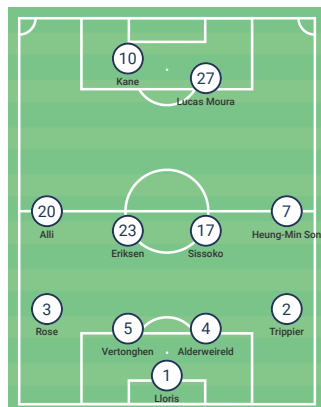 10
Kane
27
Lucas Moura
20
Alli
7
Heung-Min Son
23
Eriksen
17
Sissoko
3
Rose
2
Trippier
5
Vertonghen
4
Alderweireld
1
Lloris